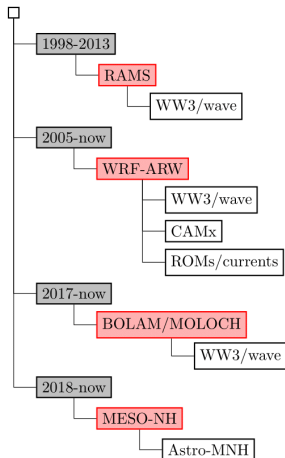 1998-2013
RAMS
WW3/wave
2005-now
WRF-ARW
WW3/wave
CAMx
ROMs/currents
2017-now
BOLAM/MOLOCH
WW3/wave
2018-now
MESO-NH
Astro-MNH